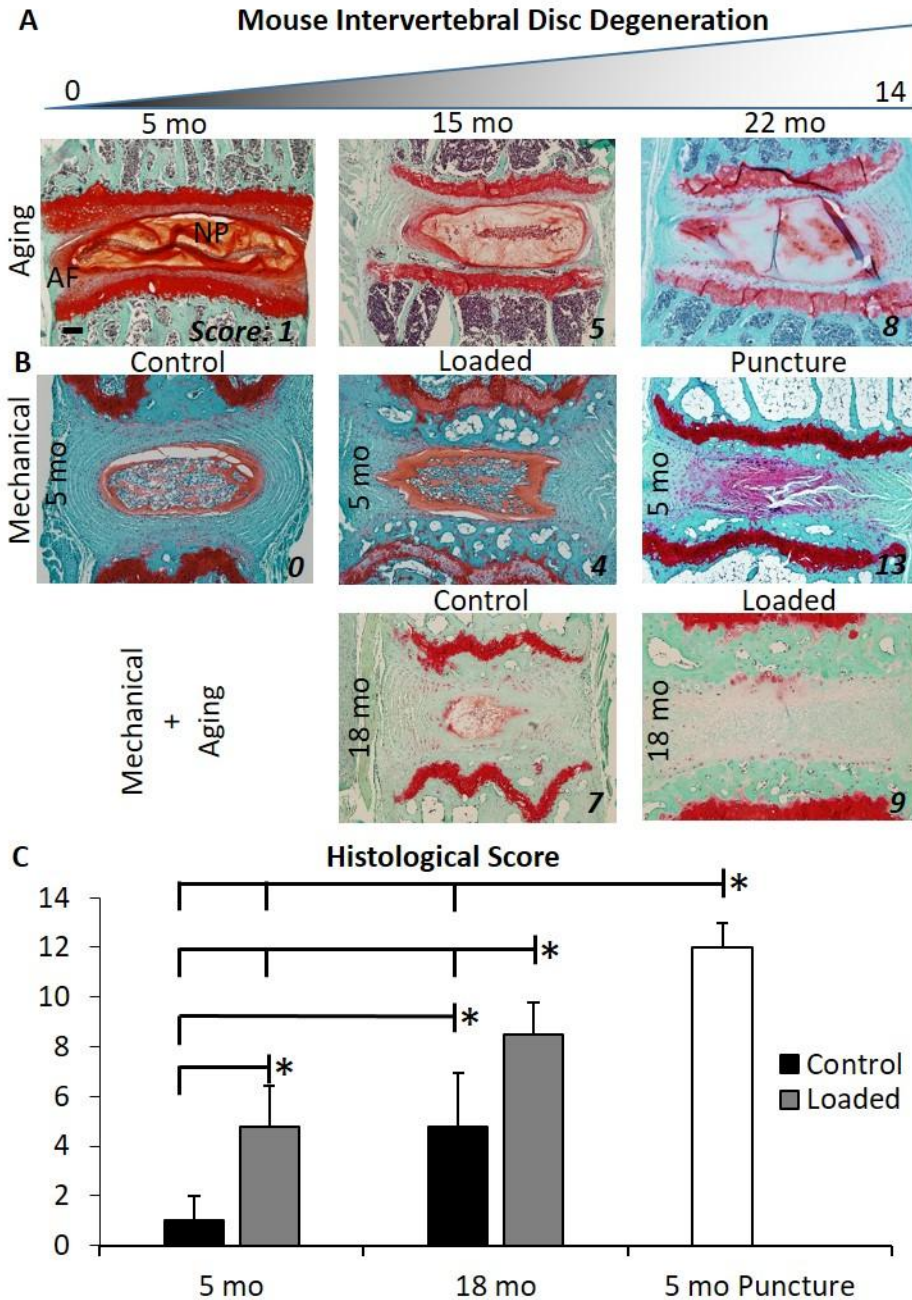 A Mouse Intervertebral Disc Degeneration
0 14
5 mo 15 mo 22 mo
Aging
NP
AF
Score: 1 5 8
B Control Loaded Puncture
Mechanical
5 mo 5 mo 5 mo
0 4 13
Control Loaded
Mechanical
+
Aging
18 mo 18 mo
7 9
C Histological Score
*
*
*
*
14
12
10
8
6
4
2
0
Control
Loaded
5 mo 18 mo 5 mo Puncture